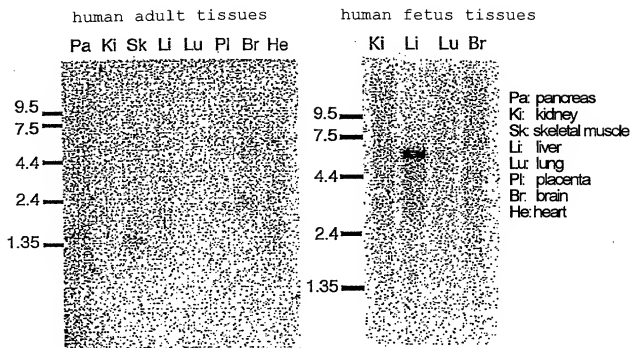 human adult tissues
Pa Ki Sk Li Lu Pl Br He
9.5
7.5
4.4
2.4
1.35
human fetus tissues
Ki Li Lu Br
9.5
7.5
4.4
2.4
1.35
Pa: pancreas
Ki: kidney
Sk: skeletal muscle
Li: liver
Lu: lung
Pl: placenta
Br: brain
He: heart